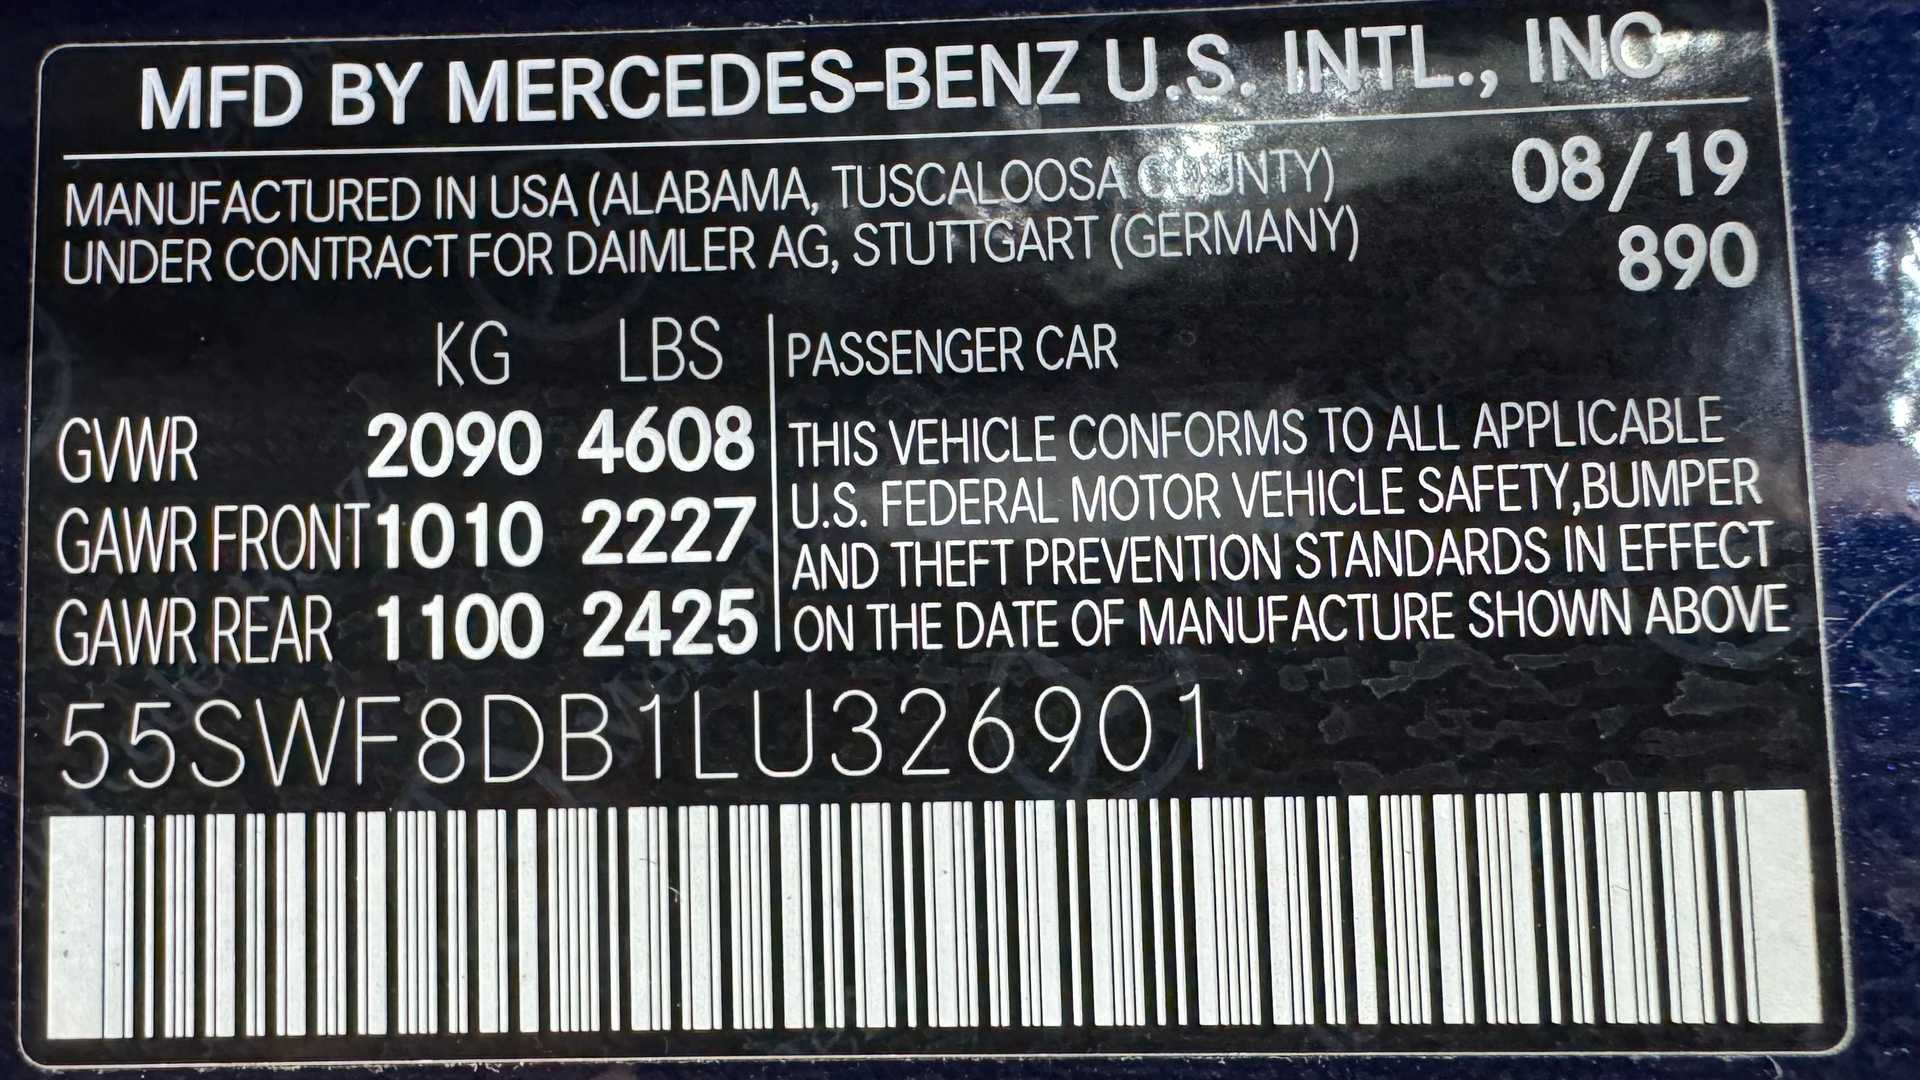 MFD BY MERCEDES-BENZ U.S. INTL., INC
MANUFACTURED IN USA (ALABAMA, TUSCALOOSA COUNTY)
UNDER CONTRACT FOR DAIMLER AG, STUTTGART (GERMANY)
08/19
890
KG LBS
GVWR 2090 4608
GAWR FRONT 1010 2227
GAWR REAR 1100 2425
PASSENGER CAR
THIS VEHICLE CONFORMS TO ALL APPLICABLE
U.S. FEDERAL MOTOR VEHICLE SAFETY,BUMPER
AND THEFT PREVENTION STANDARDS IN EFFECT
ON THE DATE OF MANUFACTURE SHOWN ABOVE
55SWF8DB1LU326901